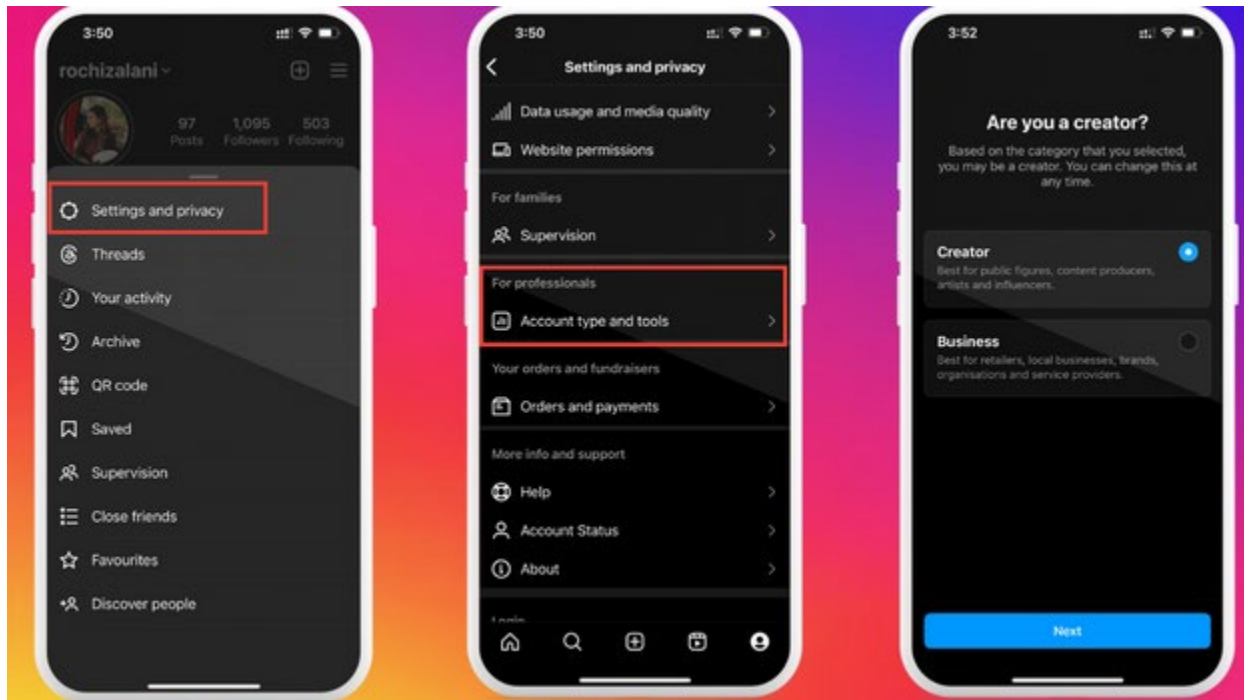 3:50
rochizalani
97 1,095 503
Posts Followers Following
Settings and privacy
Threads
Your activity
Archive
QR code
Saved
Supervision
Close friends
Favourites
Discover people
3:50
Settings and privacy
Data usage and media quality
Website permissions
For families
Supervision
For professionals
Account type and tools
Your orders and fundraisers
Orders and payments
More info and support
Help
Account Status
About
Login
3:52
Are you a creator?
Based on the category that you selected,
you may be a creator. You can change this at
any time.
Creator
Best for public figures, content producers,
artists and influencers.
Business
Best for retailers, local businesses, brands,
organisations and service providers.
Next